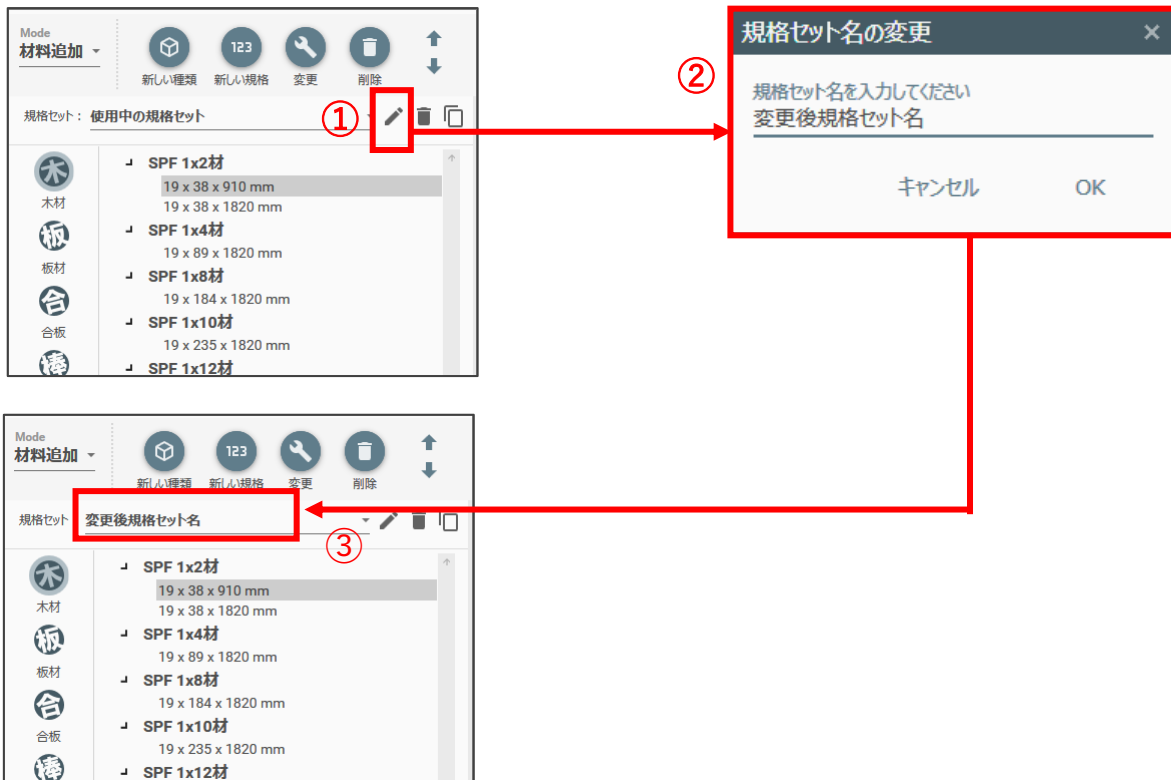 Mode
材料追加
123
新しい種類 新しい規格 変更 削除
規格セット： 使用中の規格セット
①
木 木材
板 板材
合 合板
棒
SPF 1x2材
19 x 38 x 910 mm
19 x 38 x 1820 mm
SPF 1x4材
19 x 89 x 1820 mm
SPF 1x8材
19 x 184 x 1820 mm
SPF 1x10材
19 x 235 x 1820 mm
SPF 1x12材
②
規格セット名の変更 ×
規格セット名を入力してください
変更後規格セット名
キャンセル OK
Mode
材料追加
123
新しい種類 新しい規格 変更 削除
規格セット 変更後規格セット名
③
木 木材
板 板材
合 合板
棒
SPF 1x2材
19 x 38 x 910 mm
19 x 38 x 1820 mm
SPF 1x4材
19 x 89 x 1820 mm
SPF 1x8材
19 x 184 x 1820 mm
SPF 1x10材
19 x 235 x 1820 mm
SPF 1x12材